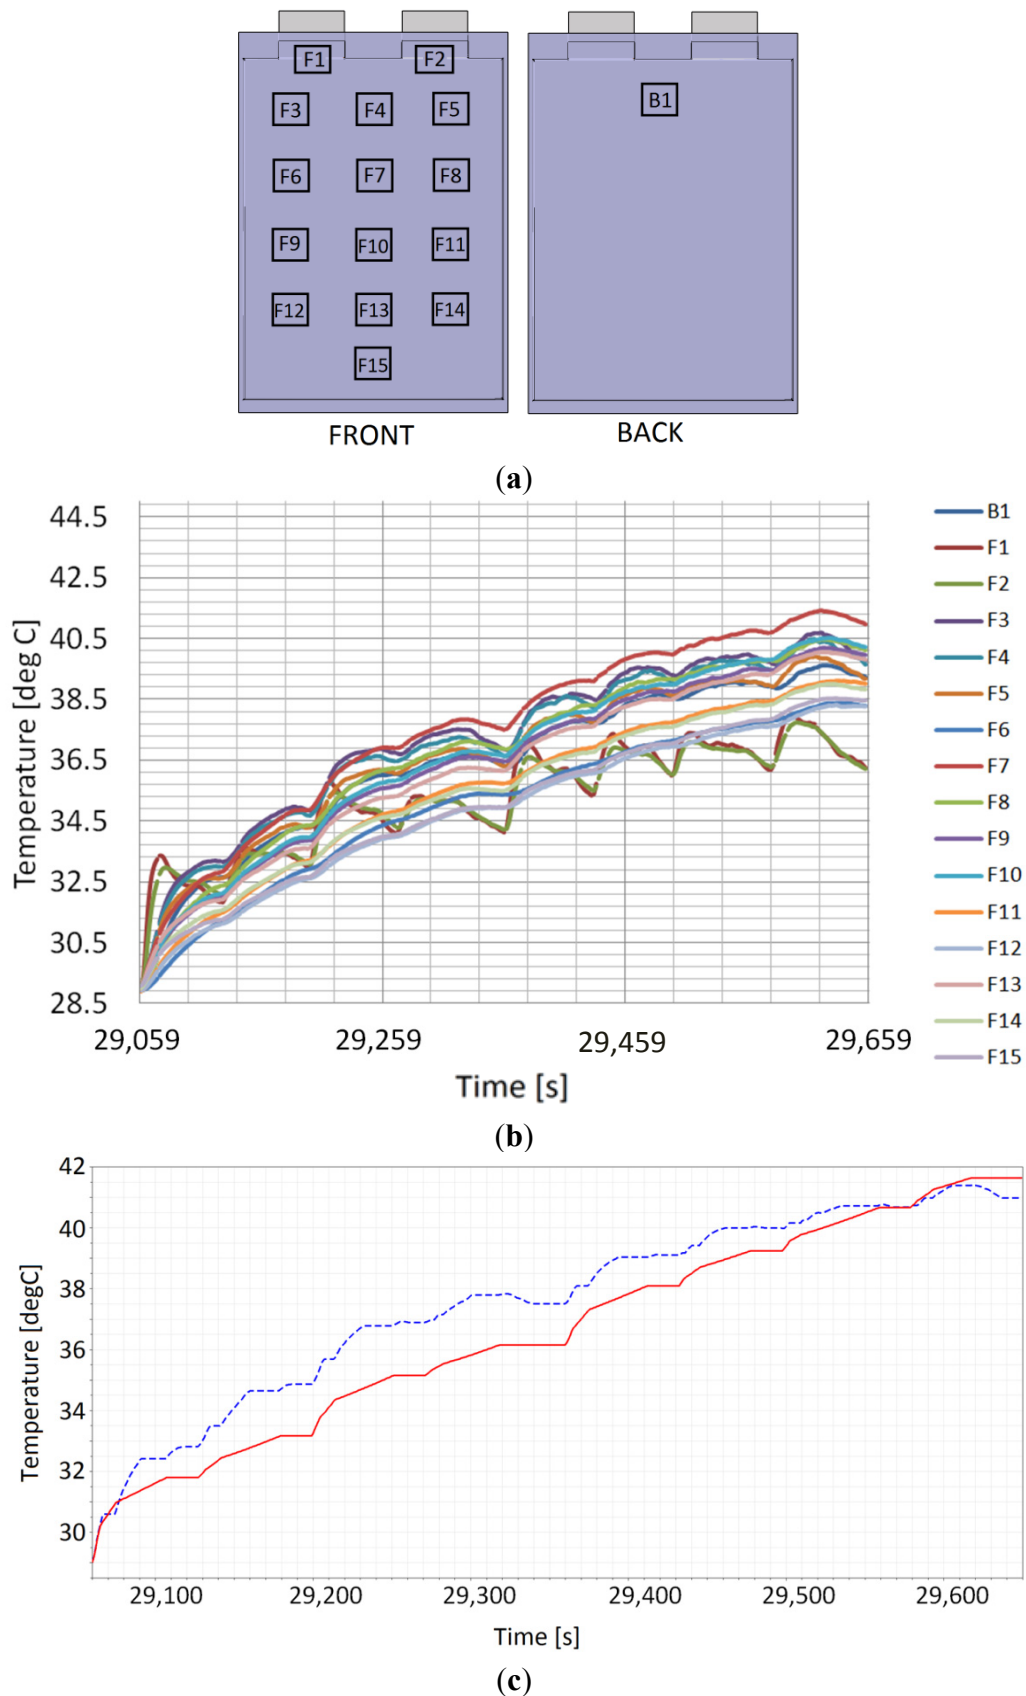 F1 F2 B1
F3 F4 F5
F6 F7 F8
F9 F10 F11
F12 F13 F14
F15
FRONT BACK
(a)
Temperature [deg C]
44.5
42.5
40.5
38.5
36.5
34.5
32.5
30.5
28.5
29,059 29,259 29,459 29,659
Time [s]
B1
F1
F2
F3
F4
F5
F6
F7
F8
F9
F10
F11
F12
F13
F14
F15
(b)
Temperature [degC]
42
40
38
36
34
32
30
29,100 29,200 29,300 29,400 29,500 29,600
Time [s]
(c)